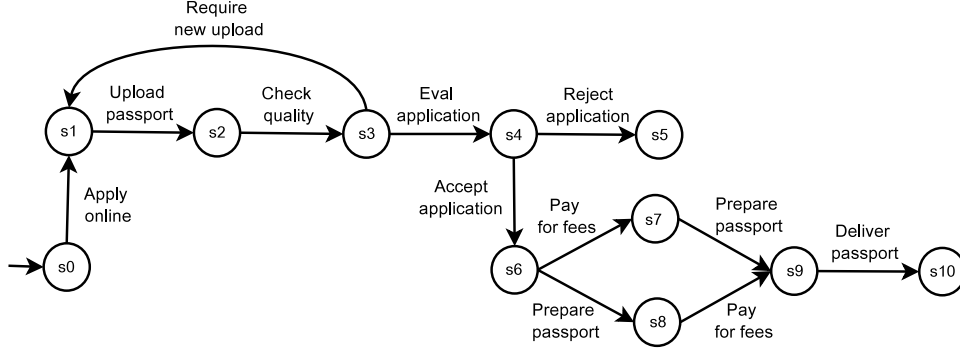 Require
new upload
Upload
passport
Check
quality
Eval
application
Reject
application
s1
s2
s3
s4
s5
Apply
online
Accept
application
Pay
for fees
s7
Prepare
passport
Deliver
passport
s0
s6
s9
s10
Prepare
passport
s8
Pay
for fees